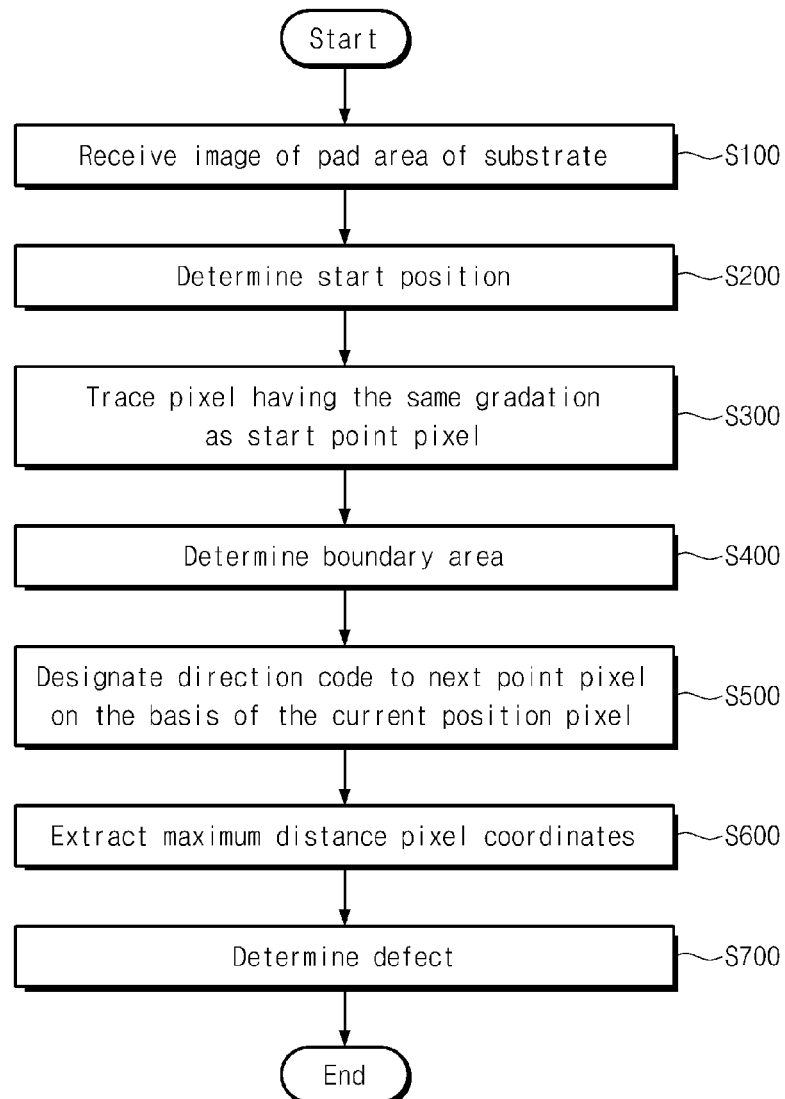 Start
Receive image of pad area of substrate
S100
Determine start position
S200
Trace pixel having the same gradation
as start point pixel
S300
Determine boundary area
S400
Designate direction code to next point pixel
on the basis of the current position pixel
S500
Extract maximum distance pixel coordinates
S600
Determine defect
S700
End